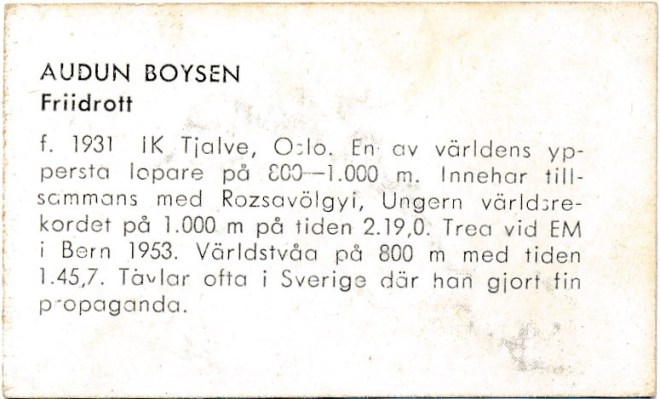 AUDUN BOYSEN
Friidrott
f. 1931 IK Tjalve, Oslo. En av världens yp-
persta löpare på 800—1.000 m. Innehar till-
sammans med Rozsavölgyi, Ungern världsre-
kordet på 1.000 m på tiden 2.19,0. Trea vid EM
i Bern 1953. Världstvåa på 800 m med tiden
1.45,7. Tävlar ofta i Sverige där han gjort fin
propaganda.